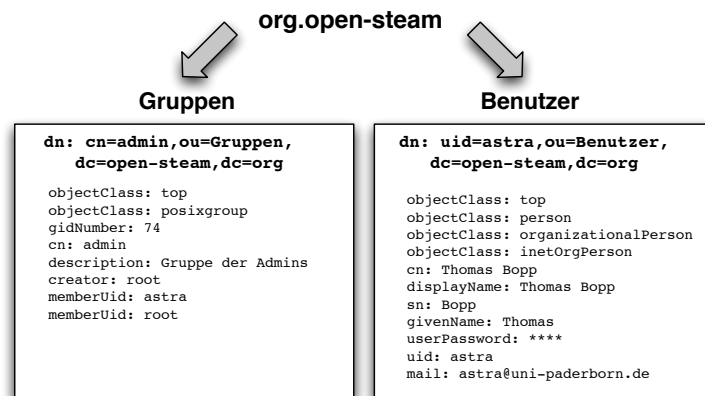 org.open-steam
Gruppen
dn: cn=admin,ou=Gruppen,
dc=open-steam,dc=org
objectClass: top
objectClass: posixgroup
gidNumber: 74
cn: admin
description: Gruppe der Admins
creator: root
memberUid: astra
memberUid: root
Benutzer
dn: uid=astra,ou=Benutzer,
dc=open-steam,dc=org
objectClass: top
objectClass: person
objectClass: organizationalPerson
objectClass: inetOrgPerson
cn: Thomas Bopp
displayName: Thomas Bopp
sn: Bopp
givenName: Thomas
userPassword: ****
uid: astra
mail: astra@uni-paderborn.de